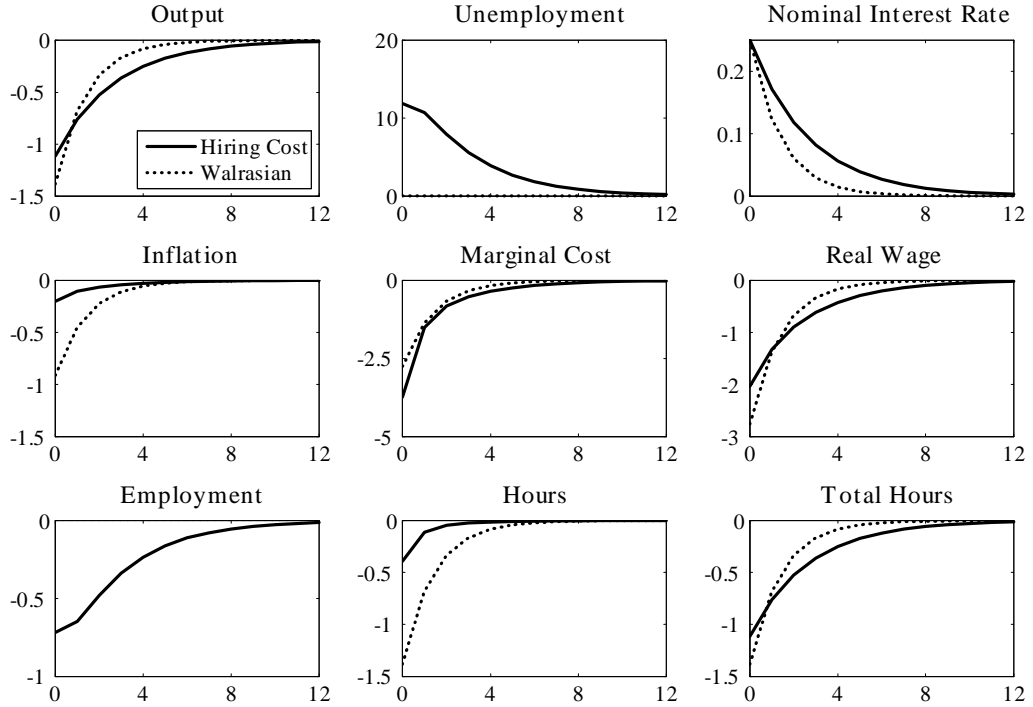 Output
Unemployment
Nominal Interest Rate
0
-0.5
-1
-1.5
0 4 8 12
Hiring Cost
Walrasian
20
10
0
0 4 8 12
0.2
0.1
0
0 4 8 12
Inflation
Marginal Cost
Real Wage
0
-0.5
-1
-1.5
0 4 8 12
0
-2.5
-5
0 4 8 12
0
-1
-2
-3
0 4 8 12
Employment
Hours
Total Hours
0
-0.5
-1
0 4 8 12
0
-0.5
-1
-1.5
0 4 8 12
0
-0.5
-1
-1.5
0 4 8 12